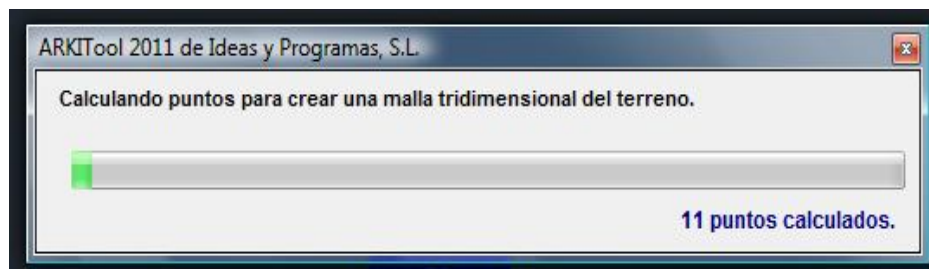 ARKITool 2011 de Ideas y Programas, S.L.
Calculando puntos para crear una malla tridimensional del terreno.
11 puntos calculados.